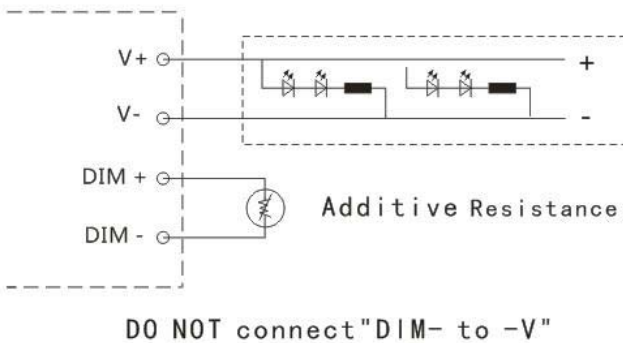 V+
+
V-
-
DIM +
Additive Resistance
DIM -
DO NOT connect"DIM- to -V"